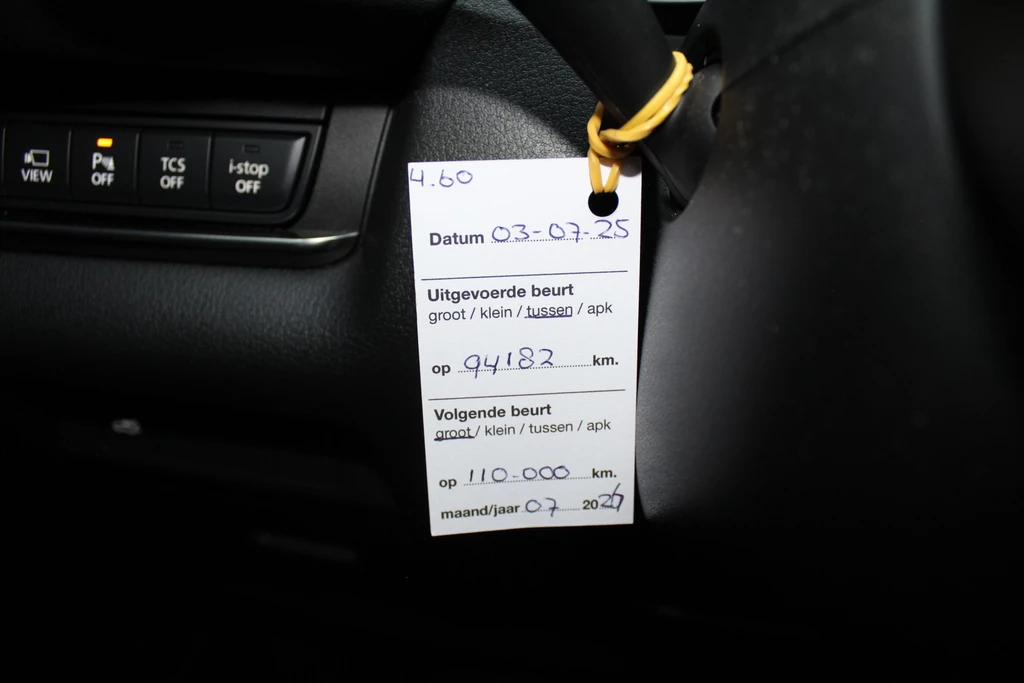 VIEW
P OFF
TCS OFF
i-stop OFF
4.60
Datum 03-07-25
Uitgevoerde beurt
groot / klein / tussen / apk
op 94182 km.
Volgende beurt
groot / klein / tussen / apk
op 110-000 km.
maand/jaar 07 2026